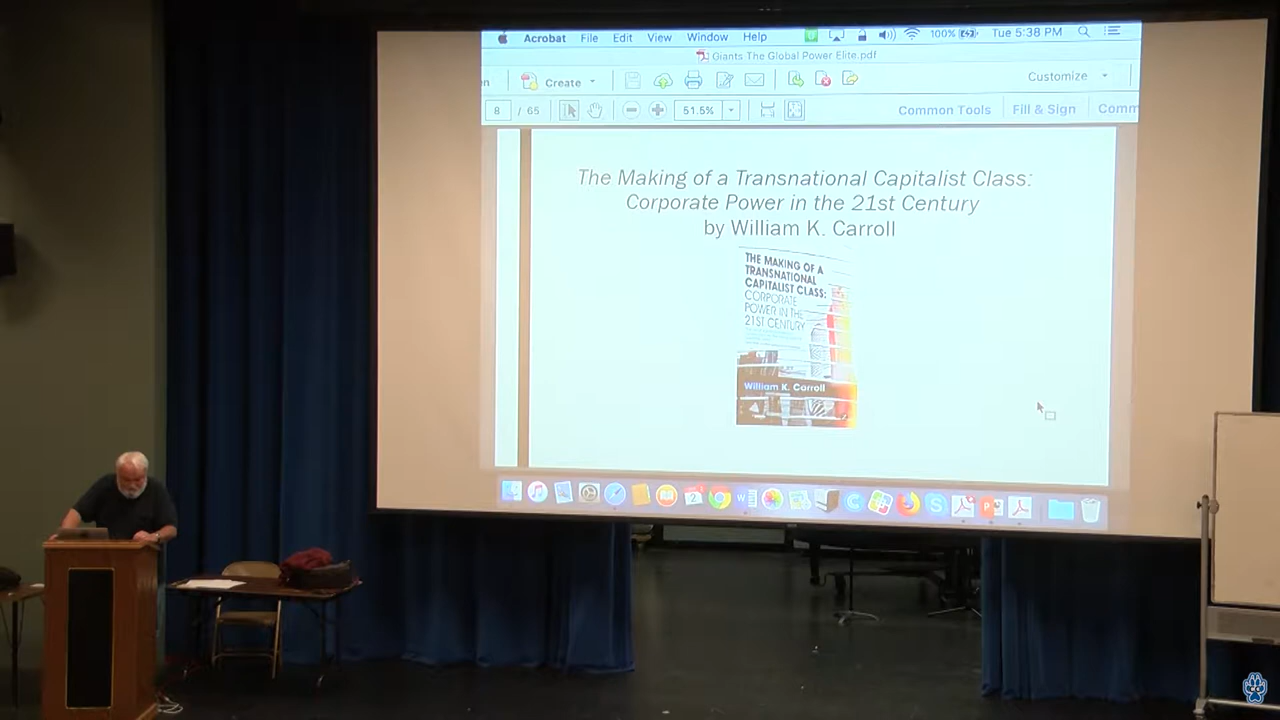 Acrobat File Edit View Window Help 100% Tue 5:38 PM
Giants The Global Power Elite.pdf
en Create Customize
8 / 65 51.5% Common Tools Fill & Sign Comm
The Making of a Transnational Capitalist Class:
Corporate Power in the 21st Century
by William K. Carroll
THE MAKING OF A
TRANSNATIONAL
CAPITALIST CLASS:
CORPORATE
POWER IN THE
21ST CENTURY
William K. Carroll